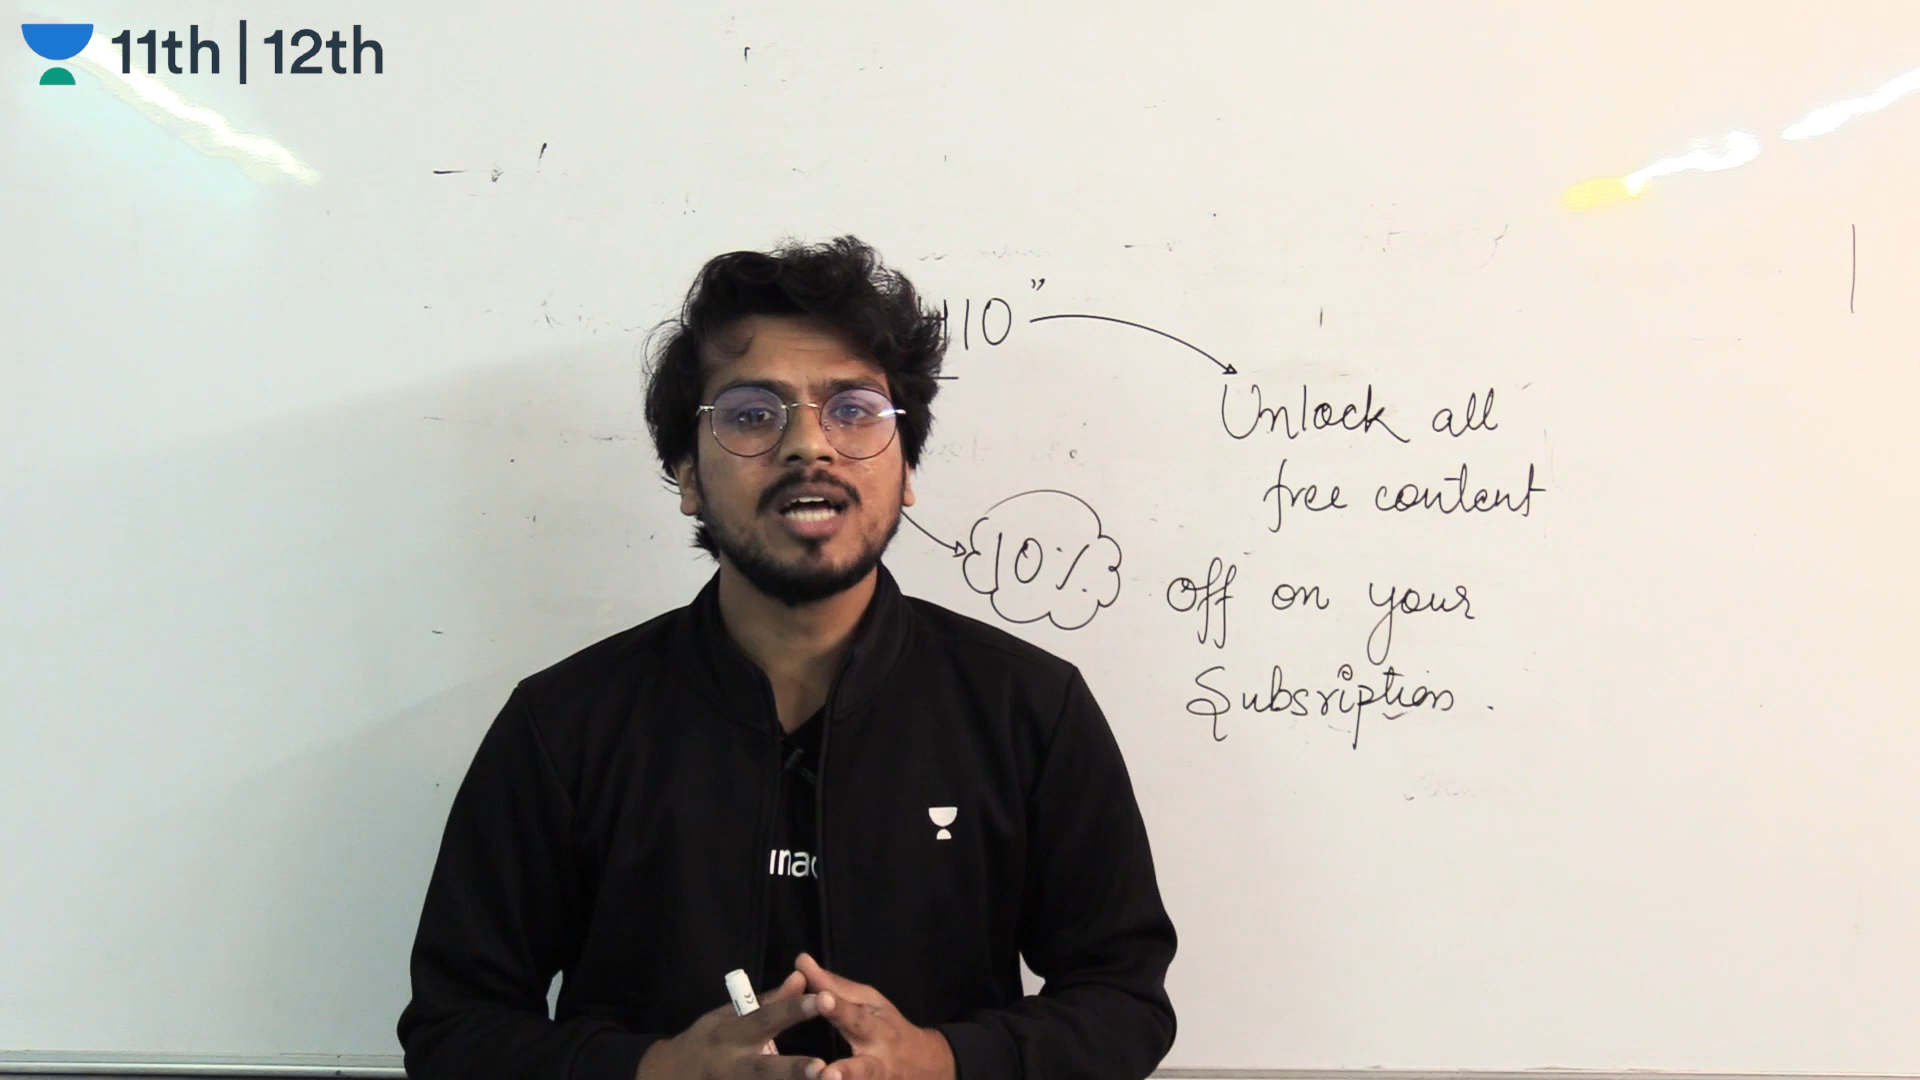 11th | 12th
10"
Unlock all
free content
10% off on your
Subsription.